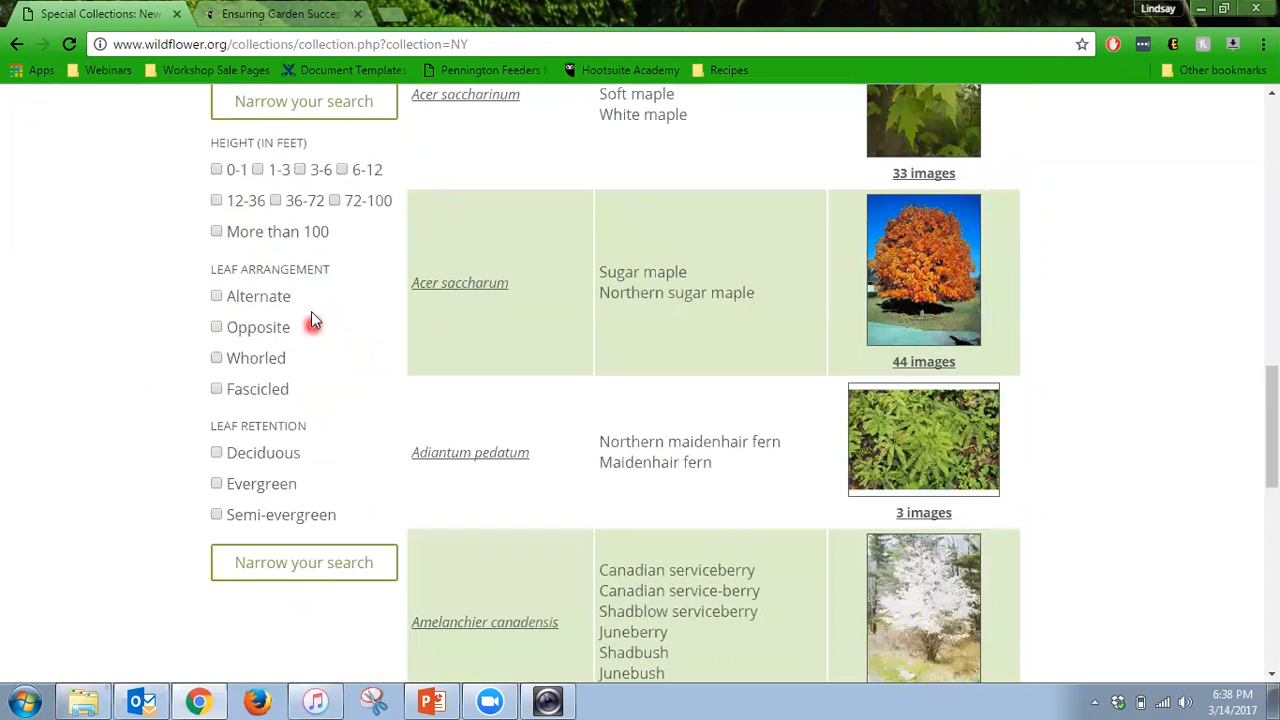 Special Collections: New
Ensuring Garden Succes
Lindsay
www.wildflower.org/collections/collection.php?collection=NY
Apps
Webinars
Workshop Sale Pages
Document Templates
Pennington Feeders f
Hootsuite Academy
Recipes
Other bookmarks
Narrow your search
HEIGHT (IN FEET)
0-1 1-3 3-6 6-12
12-36 36-72 72-100
More than 100
LEAF ARRANGEMENT
Alternate
Opposite
Whorled
Fascicled
LEAF RETENTION
Deciduous
Evergreen
Semi-evergreen
Narrow your search
Acer saccharinum
Soft maple
White maple
33 images
Acer saccharum
Sugar maple
Northern sugar maple
44 images
Adiantum pedatum
Northern maidenhair fern
Maidenhair fern
3 images
Amelanchier canadensis
Canadian serviceberry
Canadian service-berry
Shadblow serviceberry
Juneberry
Shadbush
Junebush
6:38 PM
3/14/2017